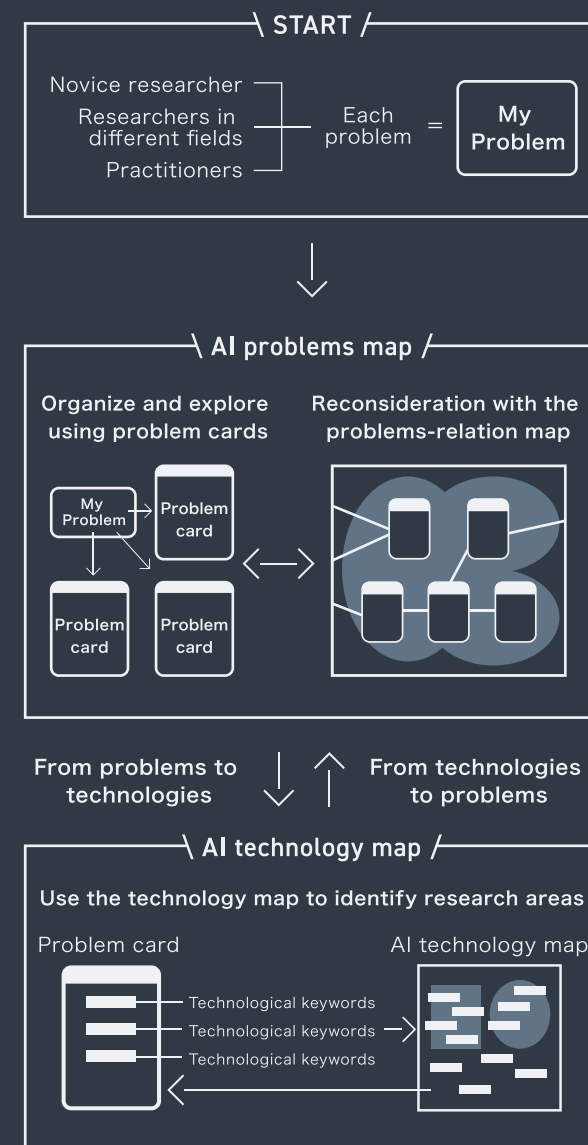 START
Novice researcher
Researchers in
different fields
Practitioners
Each
problem
=
My
Problem
AI problems map
Organize and explore
using problem cards
Reconsideration with the
problems-relation map
My
Problem
Problem
card
Problem
card
Problem
card
From problems to
technologies
From technologies
to problems
AI technology map
Use the technology map to identify research areas
Problem card
AI technology map
Technological keywords
Technological keywords
Technological keywords